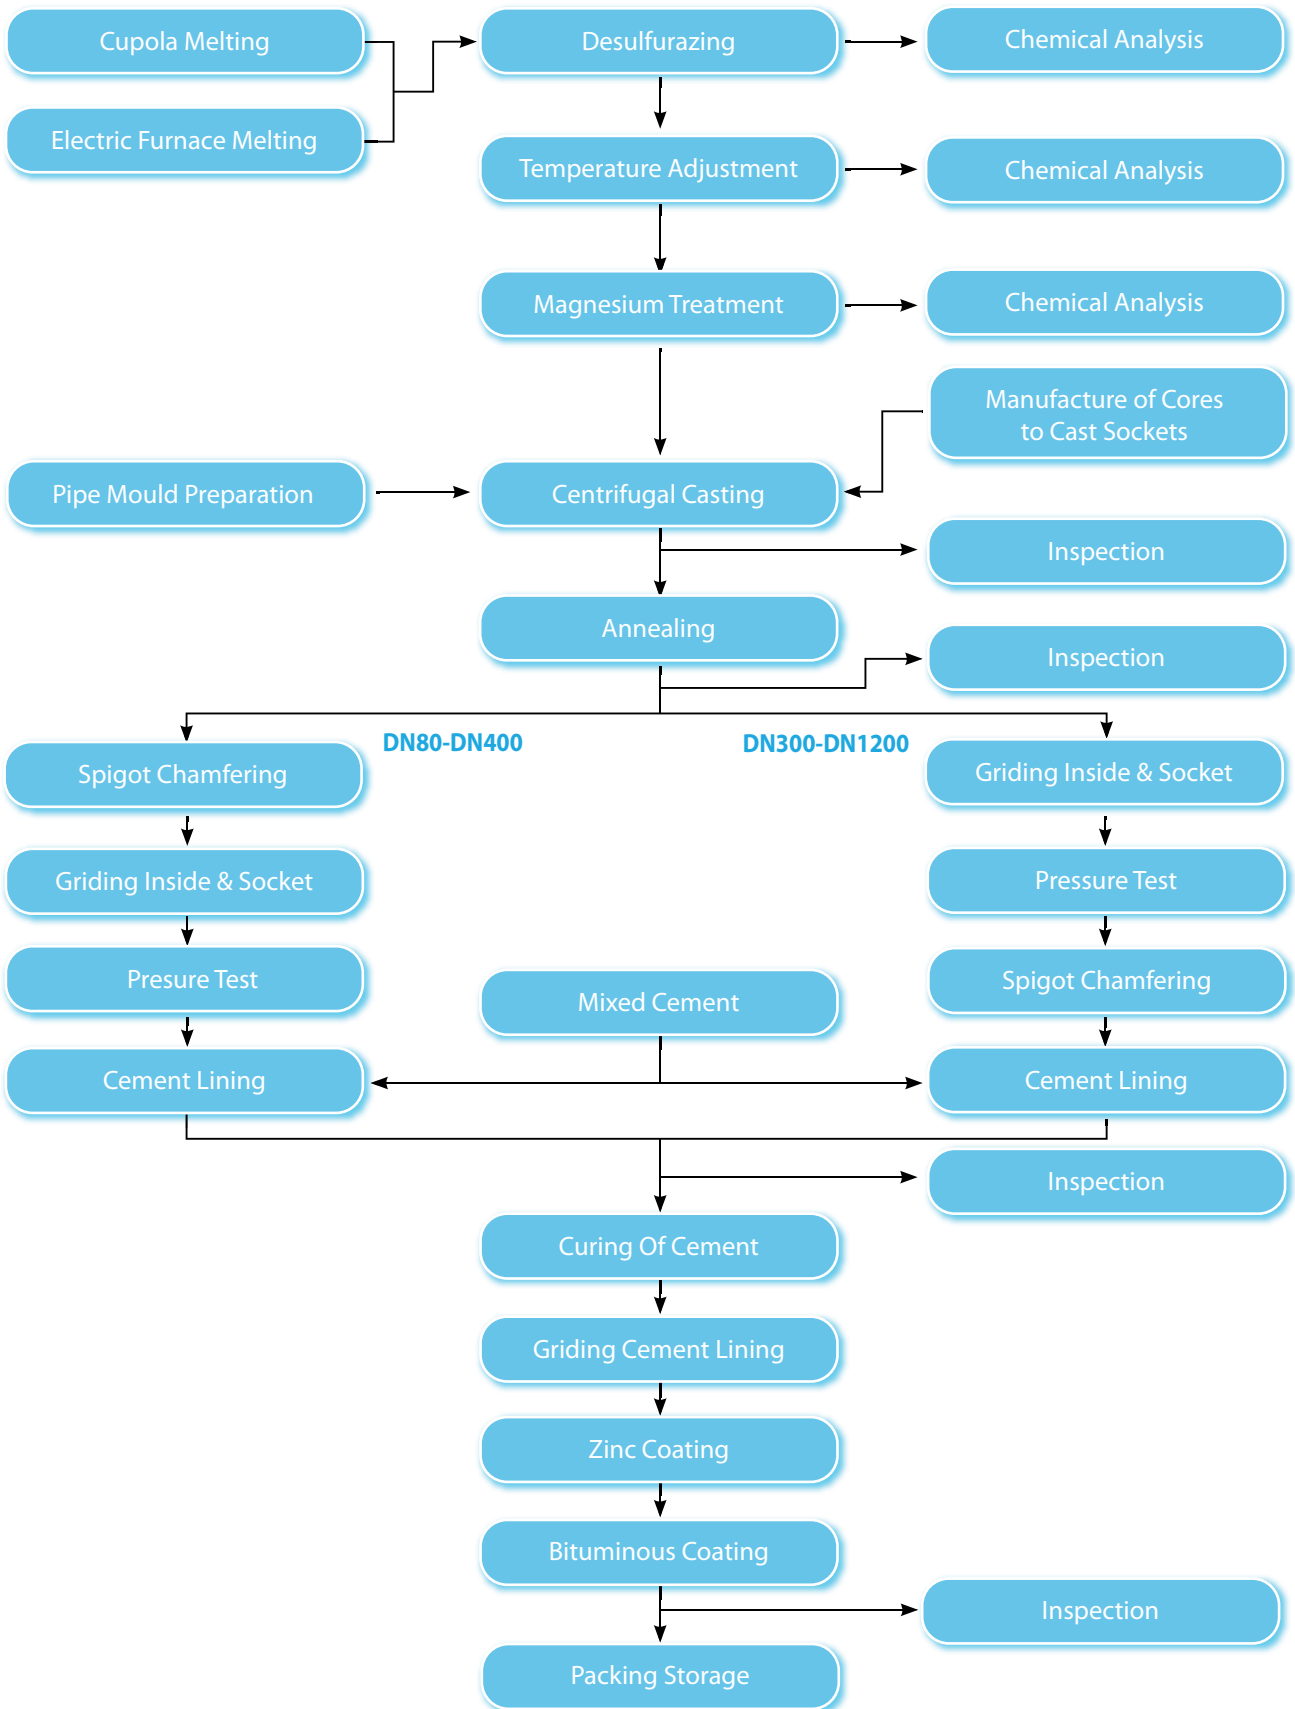 Cupola Melting
Desulfurazing
Chemical Analysis
Electric Furnace Melting
Temperature Adjustment
Chemical Analysis
Magnesium Treatment
Chemical Analysis
Manufacture of Cores
to Cast Sockets
Pipe Mould Preparation
Centrifugal Casting
Inspection
Annealing
Inspection
DN80-DN400
DN300-DN1200
Spigot Chamfering
Griding Inside & Socket
Griding Inside & Socket
Pressure Test
Presure Test
Mixed Cement
Spigot Chamfering
Cement Lining
Cement Lining
Inspection
Curing Of Cement
Griding Cement Lining
Zinc Coating
Bituminous Coating
Inspection
Packing Storage